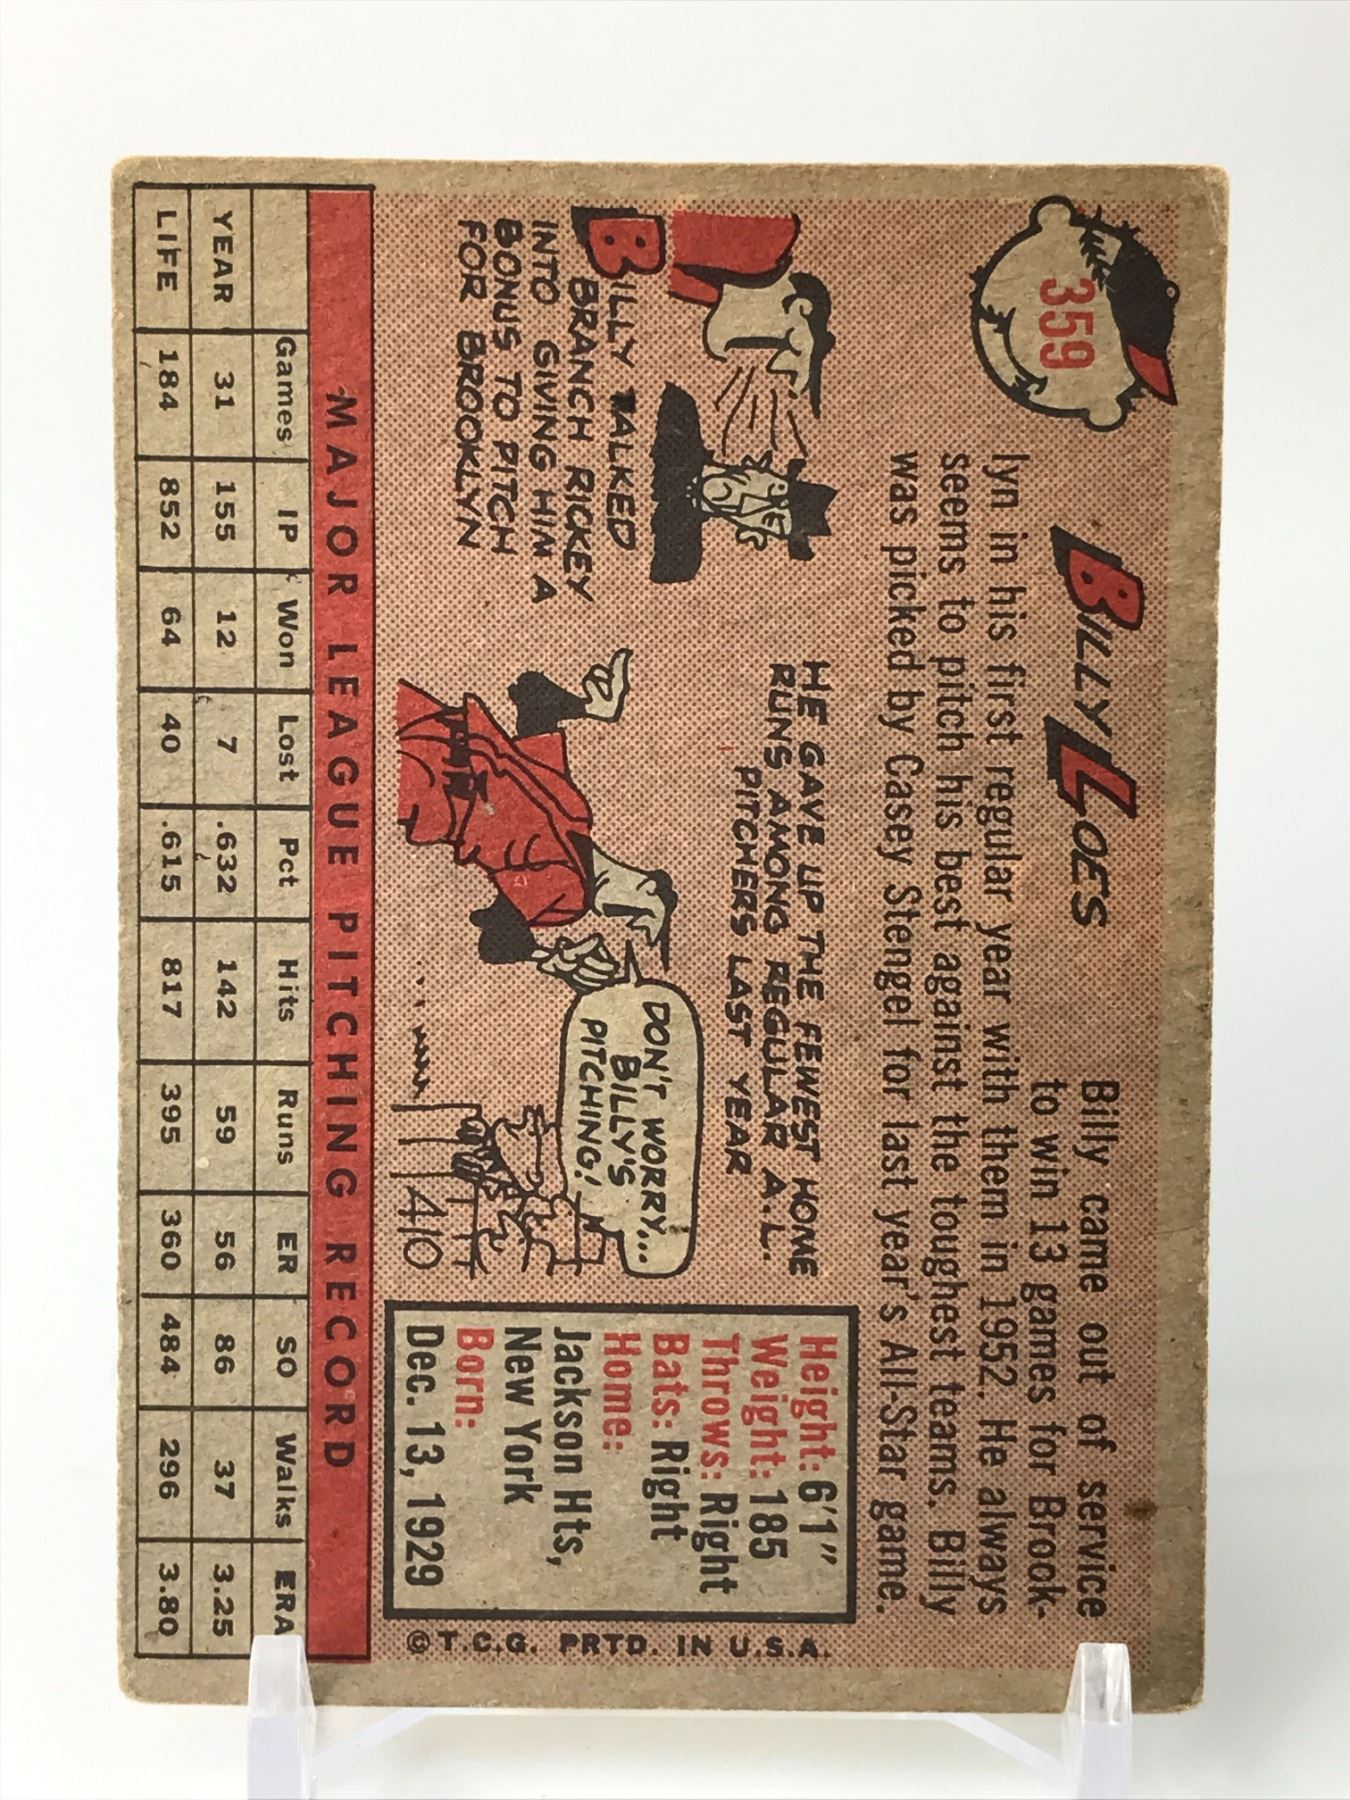 359
BILLY LOES
Billy came out of service
to win 13 games for Brook-
lyn in his first regular year with them in 1952. He always
seems to pitch his best against the toughest teams. Billy
was picked by Casey Stengel for last year's All-Star game.
BILLY TALKED
BRANCH RICKEY
INTO GIVING HIM A
BONUS TO PITCH
FOR BROOKLYN
HE GAVE UP THE FEWEST HOME
RUNS AMONG REGULAR A.L.
PITCHERS LAST YEAR
DON'T WORRY...
BILLY'S
PITCHING!
410
Height: 6'1"
Weight: 185
Throws: Right
Bats: Right
Home:
Jackson Hts,
New York
Born:
Dec. 13, 1929
©T.C.G. PRTD. IN U.S.A.
MAJOR LEAGUE PITCHING RECORD
Games IP Won Lost Pct Hits Runs ER SO Walks ERA
YEAR 31 155 12 7 .632 142 59 56 86 37 3.25
LIFE 184 852 64 40 .615 817 395 360 484 296 3.80